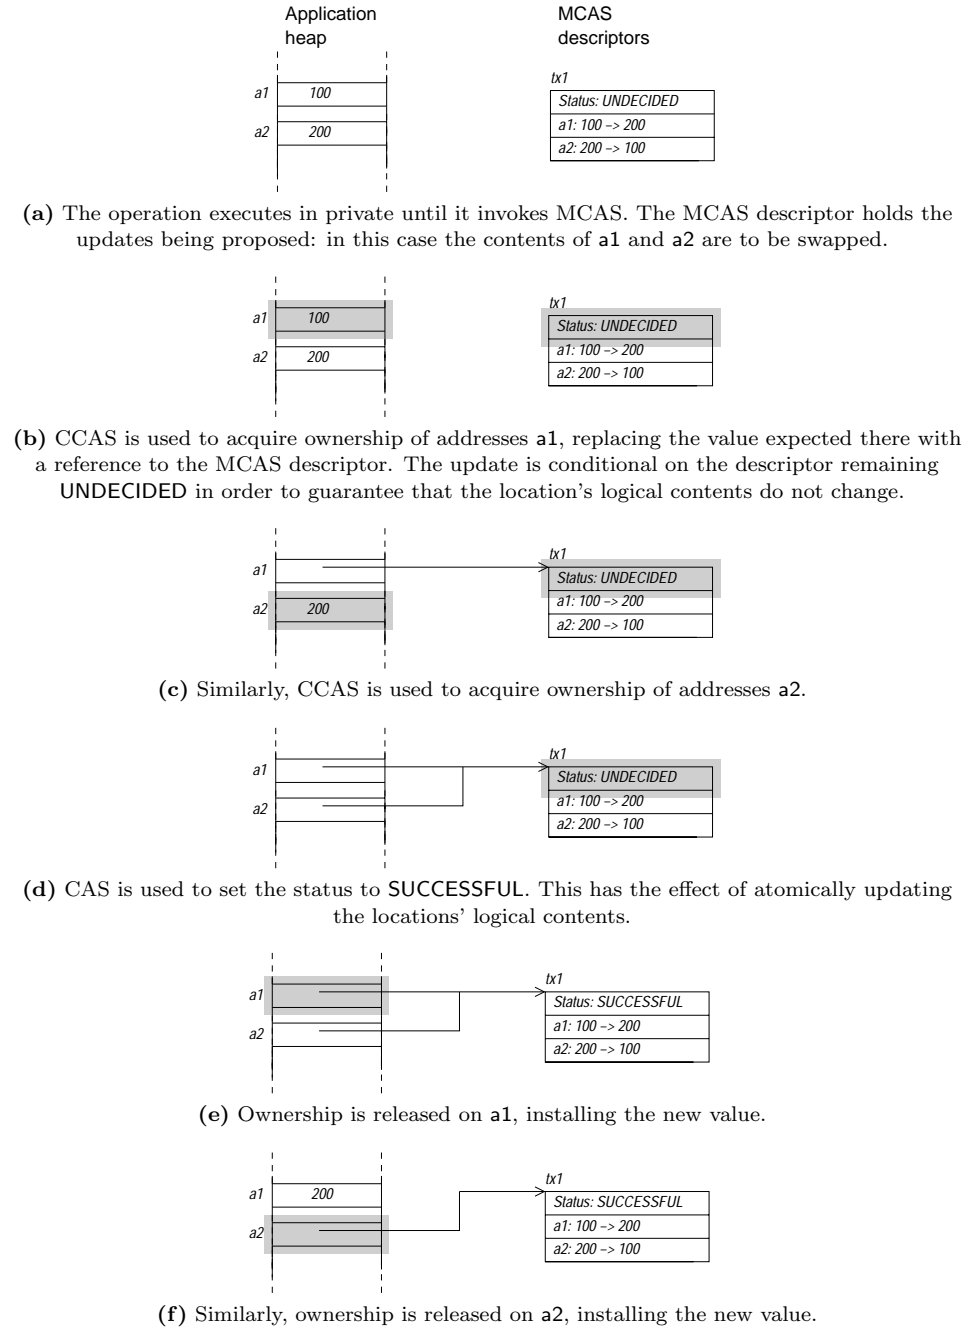 Application heap
MCAS descriptors
tx1
a1 100
Status: UNDECIDED
a1: 100 –> 200
a2 200
a2: 200 –> 100
(a) The operation executes in private until it invokes MCAS. The MCAS descriptor holds the
updates being proposed: in this case the contents of a1 and a2 are to be swapped.
tx1
a1 100
Status: UNDECIDED
a1: 100 –> 200
a2 200
a2: 200 –> 100
(b) CCAS is used to acquire ownership of addresses a1, replacing the value expected there with
a reference to the MCAS descriptor. The update is conditional on the descriptor remaining
UNDECIDED in order to guarantee that the location's logical contents do not change.
tx1
a1
Status: UNDECIDED
a1: 100 –> 200
a2 200
a2: 200 –> 100
(c) Similarly, CCAS is used to acquire ownership of addresses a2.
tx1
a1
Status: UNDECIDED
a1: 100 –> 200
a2
a2: 200 –> 100
(d) CAS is used to set the status to SUCCESSFUL. This has the effect of atomically updating
the locations' logical contents.
tx1
a1
Status: SUCCESSFUL
a1: 100 –> 200
a2
a2: 200 –> 100
(e) Ownership is released on a1, installing the new value.
tx1
a1 200
Status: SUCCESSFUL
a1: 100 –> 200
a2
a2: 200 –> 100
(f) Similarly, ownership is released on a2, installing the new value.